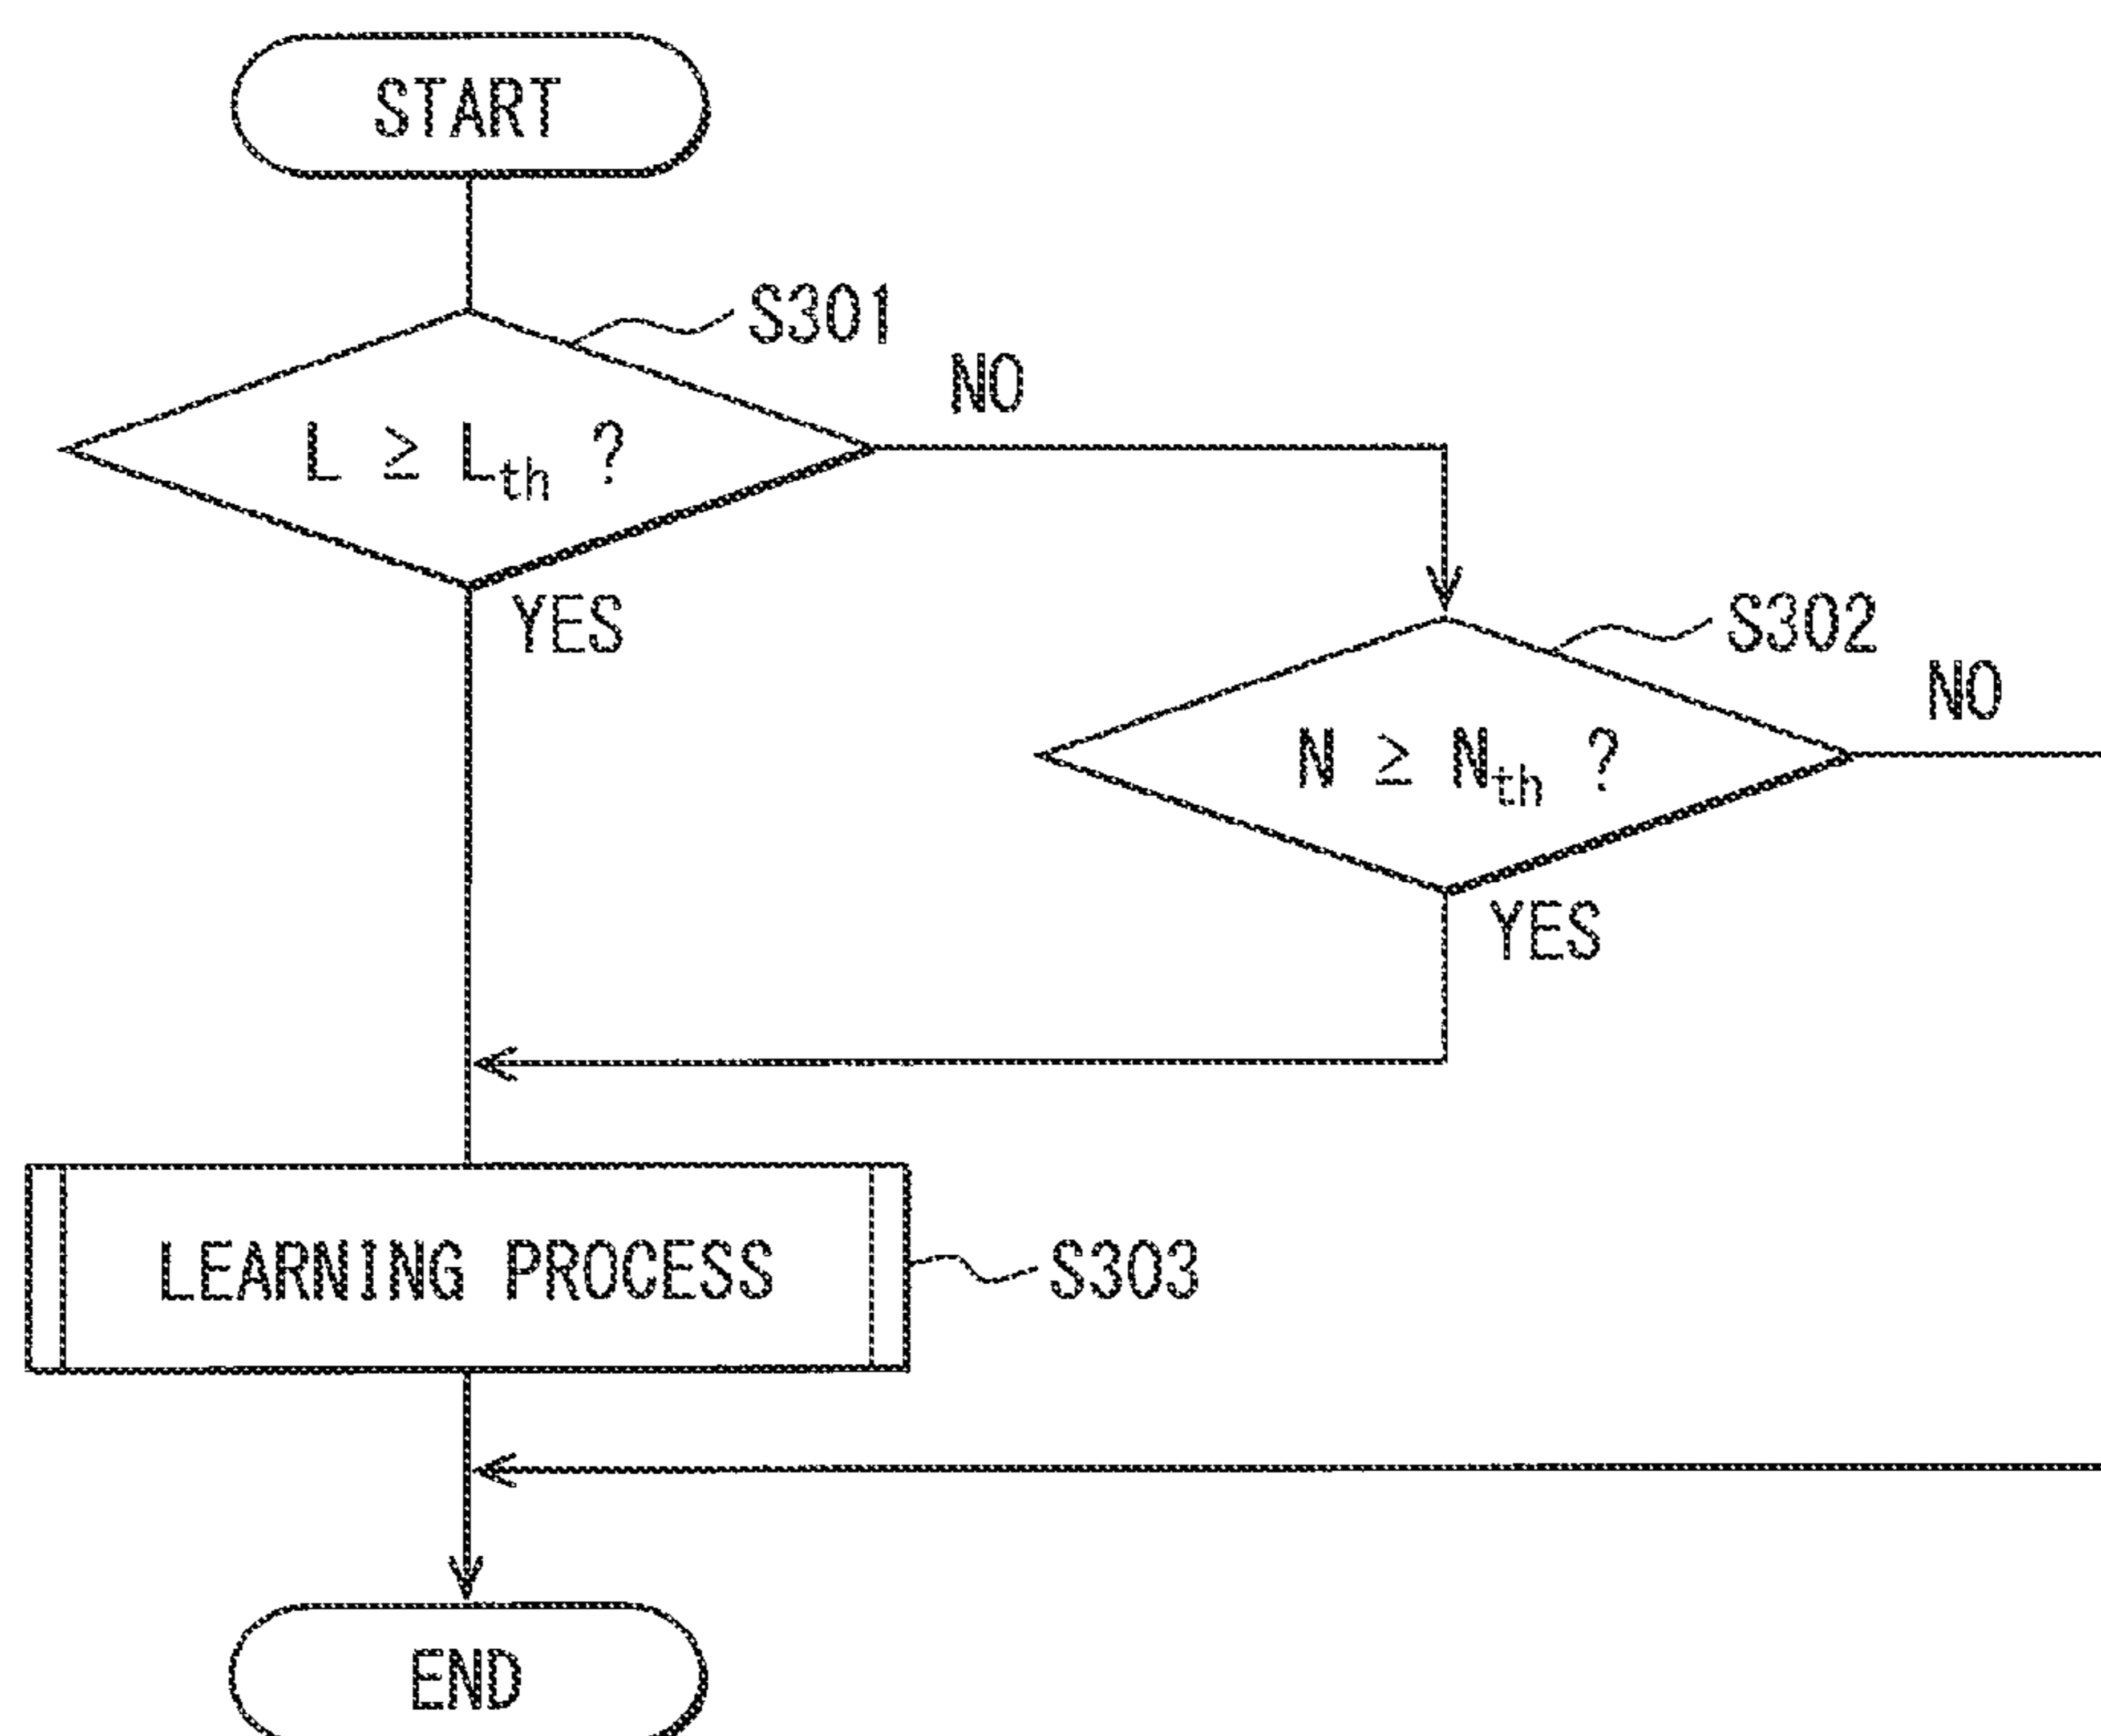 START
S301
NO
L ≥ Lth ?
YES
S302
NO
N ≥ Nth ?
YES
LEARNING PROCESS
S303
END